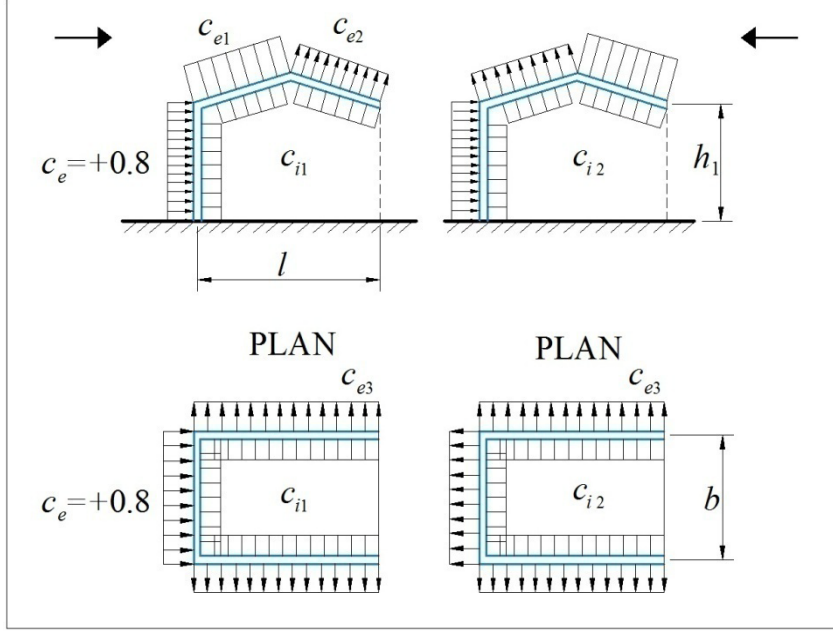 c_e1 c_e2
c_e=+0.8 c_i1 c_i2 h_1
l
PLAN PLAN
c_e3 c_e3
c_e=+0.8 c_i1 c_i2 b